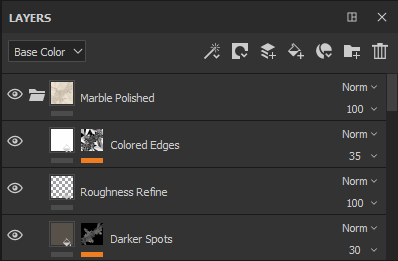 LAYERS
Base Color
Marble Polished Norm 100
Colored Edges Norm 35
Roughness Refine Norm 100
Darker Spots Norm 30